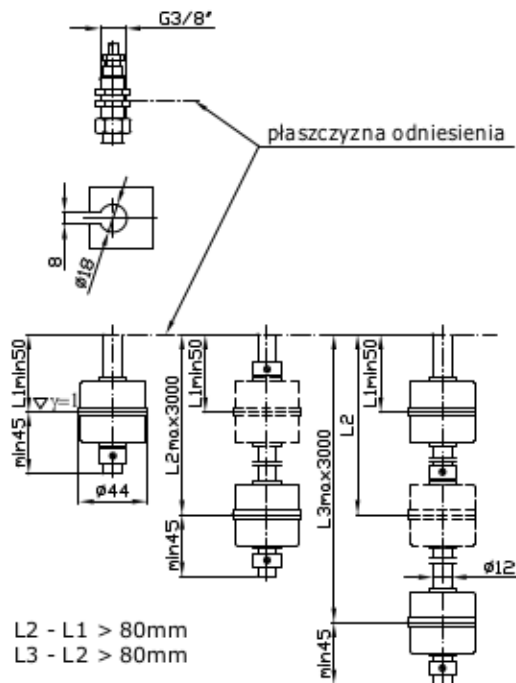 G3/8"
płaszczyzna odniesienia
8
ø18
L1min50
γ=1
min45
ø44
L1min50
L2max3000
min45
L1min50
L2
L3max3000
ø12
min45
L2 - L1 > 80mm
L3 - L2 > 80mm